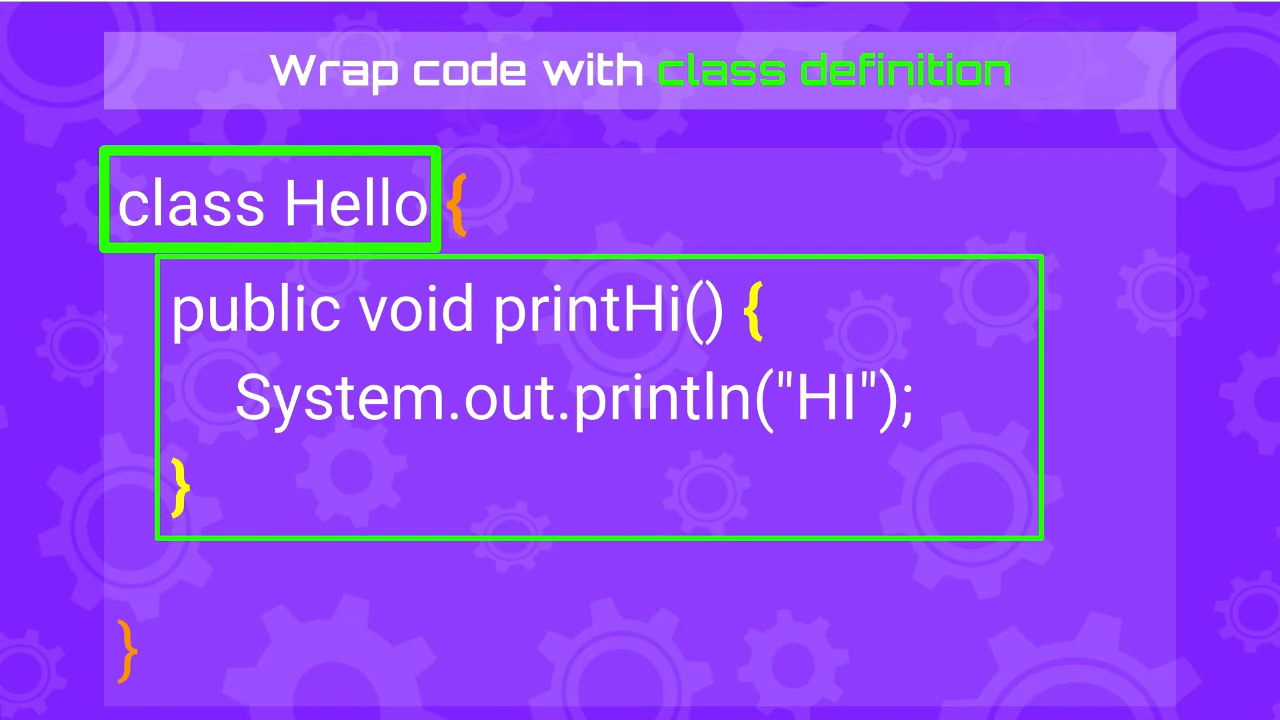 Wrap code with class definition
class Hello {
public void printHi() {
System.out.println("HI");
}
}